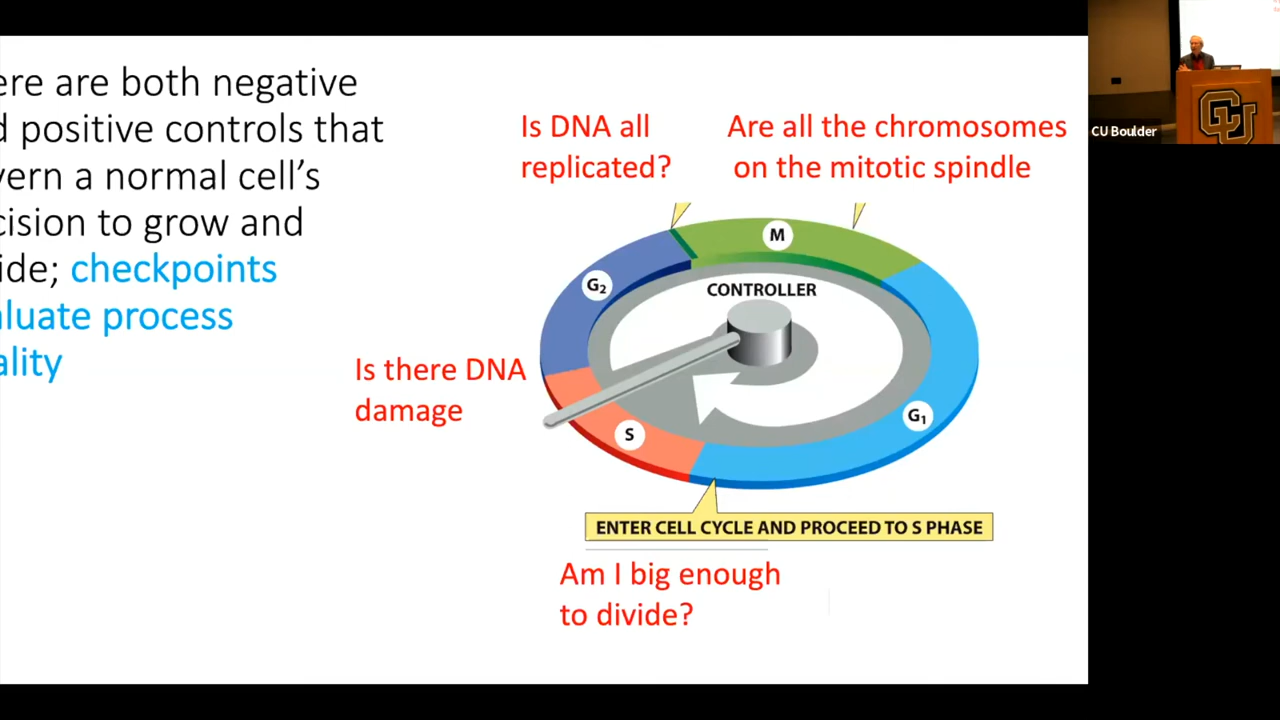 ere are both negative
d positive controls that
vern a normal cell's
cision to grow and
ide; checkpoints
aluate process
ality
Is DNA all
replicated?
Are all the chromosomes
on the mitotic spindle
M
G₂
CONTROLLER
Is there DNA
damage
S
G₁
ENTER CELL CYCLE AND PROCEED TO S PHASE
Am I big enough
to divide?
CU Boulder
CU